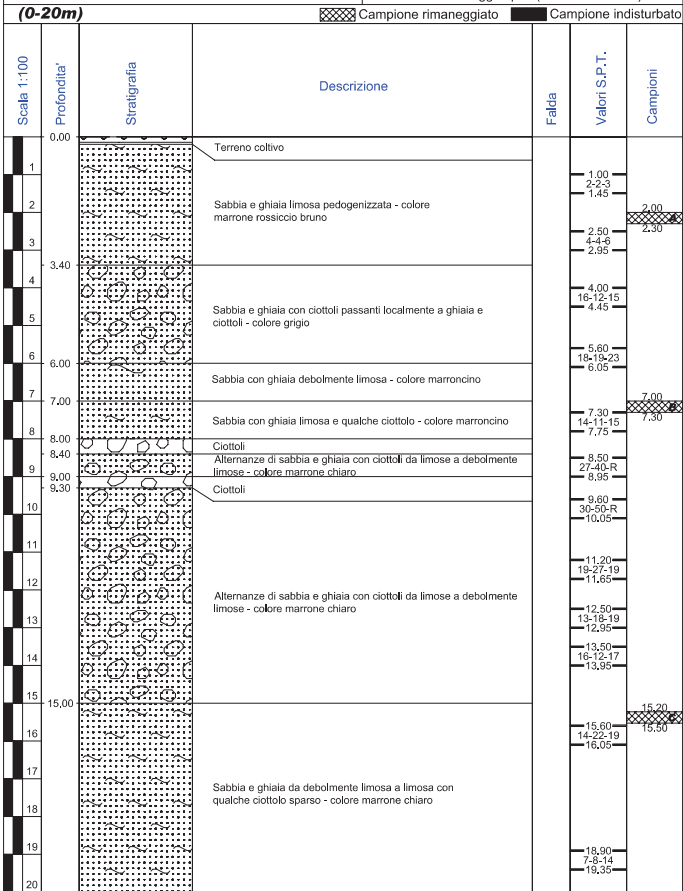 (0-20m)
Campione rimaneggiato
Campione indisturbato
Scala 1:100
Profondita'
Stratigrafia
Descrizione
Falda
Valori S.P.T.
Campioni
0.00
Terreno coltivo
1
1.00
2-2-3
1.45
2
Sabbia e ghiaia limosa pedogenizzata - colore
marrone rossiccio bruno
2.00
A
2.30
2.50
4-4-6
2.95
3
3.40
4
4.00
16-12-15
4.45
Sabbia e ghiaia con ciottoli passanti localmente a ghiaia e
ciottoli - colore grigio
5
5.60
18-19-23
6.05
6
6.00
Sabbia con ghiaia debolmente limosa - colore marroncino
7
7.00
7.00
B
7.30
7.30
14-11-15
7.75
Sabbia con ghiaia limosa e qualche ciottolo - colore marroncino
8
8.00
Ciottoli
8.40
Alternanze di sabbia e ghiaia con ciottoli da limose a debolmente
limose - colore marrone chiaro
8.50
27-40-R
8.95
9
9.00
9.30
Ciottoli
9.60
30-50-R
10.05
10
11
11.20
19-27-19
11.65
12
Alternanze di sabbia e ghiaia con ciottoli da limose a debolmente
limose - colore marrone chiaro
12.50
13-18-19
12.95
13
13.50
16-12-17
13.95
14
15
15,00
15.20
C
15.50
15.60
14-22-19
16.05
16
17
Sabbia e ghiaia da debolmente limosa a limosa con
qualche ciottolo sparso - colore marrone chiaro
18
18.90
7-8-14
19.35
19
20